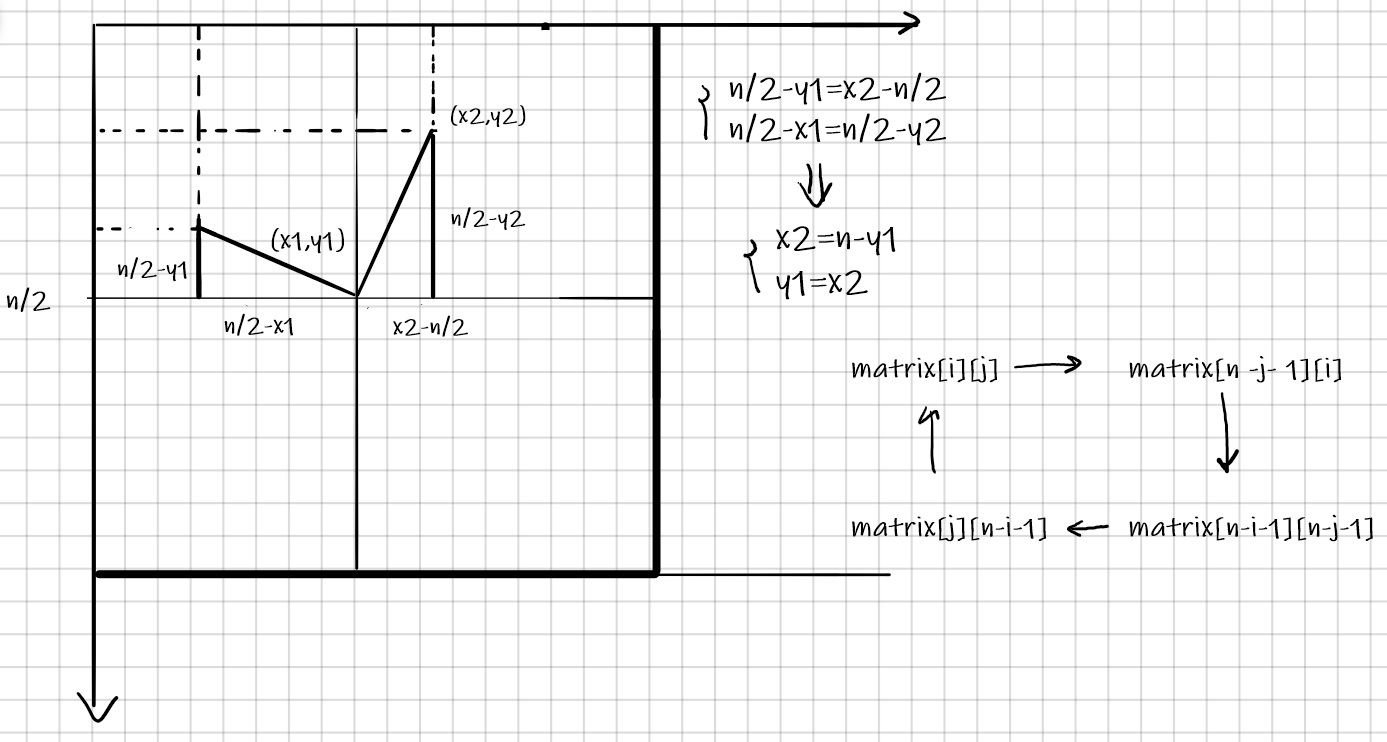 (x2,y2)
n/2-y2
(x1,y1)
n/2-y1
n/2
n/2-x1
x2-n/2
n/2-y1=x2-n/2
n/2-x1=n/2-y2
x2=n-y1
y1=x2
matrix[i][j]
matrix[n-j-1][i]
matrix[j][n-i-1]
matrix[n-i-1][n-j-1]